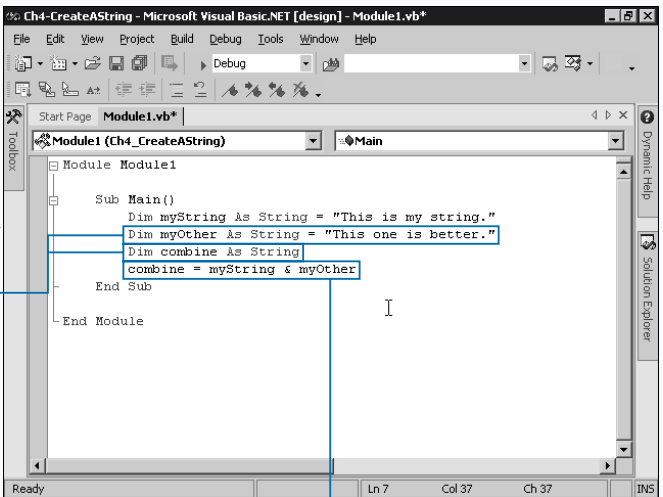 Ch4-CreateAString - Microsoft Visual Basic.NET [design] - Module1.vb*
File Edit View Project Build Debug Tools Window Help
Debug
Start Page Module1.vb*
Module1 (Ch4_CreateAString) Main
Toolbox
Module Module1
Sub Main()
Dim myString As String = "This is my string."
Dim myOther As String = "This one is better."
Dim combine As String
combine = myString & myOther
End Sub
End Module
Dynamic Help
Solution Explorer
Ready Ln 7 Col 37 Ch 37 INS